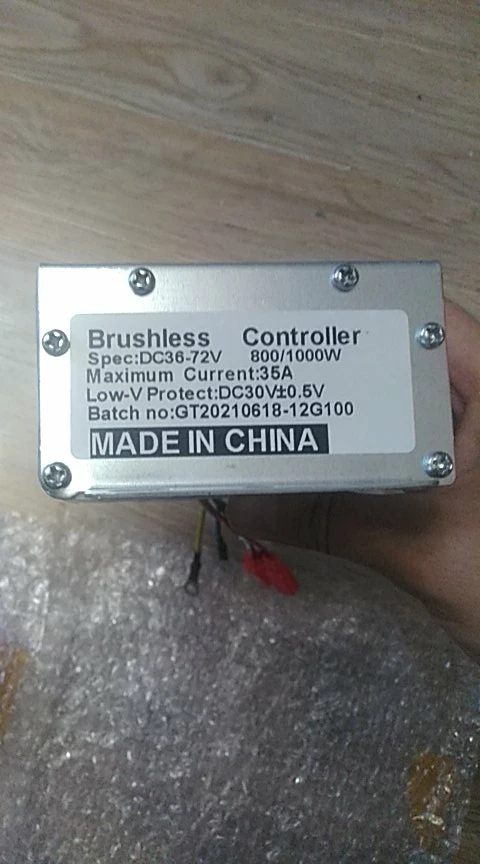 Brushless Controller
Spec:DC36-72V 800/1000W
Maximum Current:35A
Low-V Protect:DC30V±0.5V
Batch no:GT20210618-12G100
MADE IN CHINA